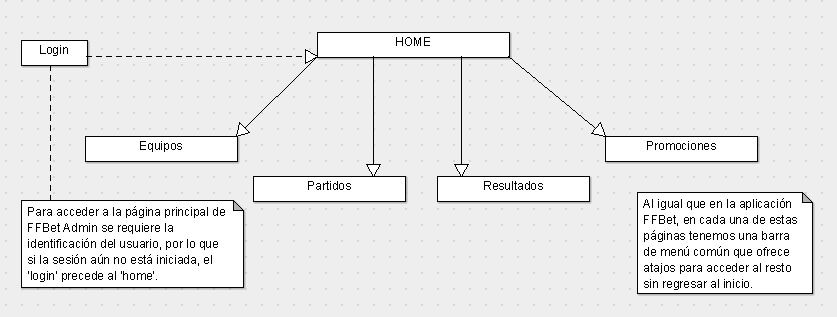 Login
HOME
Equipos
Promociones
Partidos
Resultados
Para acceder a la página principal de
FFBet Admin se requiere la
identificación del usuario, por lo que
si la sesión aún no está iniciada, el
'login' precede al 'home'.
Al igual que en la aplicación
FFBet, en cada una de estas
páginas tenemos una barra
de menú común que ofrece
atajos para acceder al resto
sin regresar al inicio.